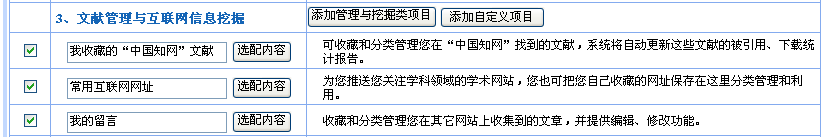 3、文献管理与互联网信息挖掘 添加管理与挖掘类项目 添加自定义项目
我收藏的“中国知网”文献 选配内容 可收藏和分类管理您在“中国知网”找到的文献，系统将自动更新这些文献的被引用、下载统
计报告。
常用互联网网址 选配内容 为您推送您关注学科领域的学术网站，您也可把您自己收藏的网址保存在这里分类管理和利
用。
我的留言 选配内容 收藏和分类管理您在其它网站上收集到的文章，并提供编辑、修改功能。